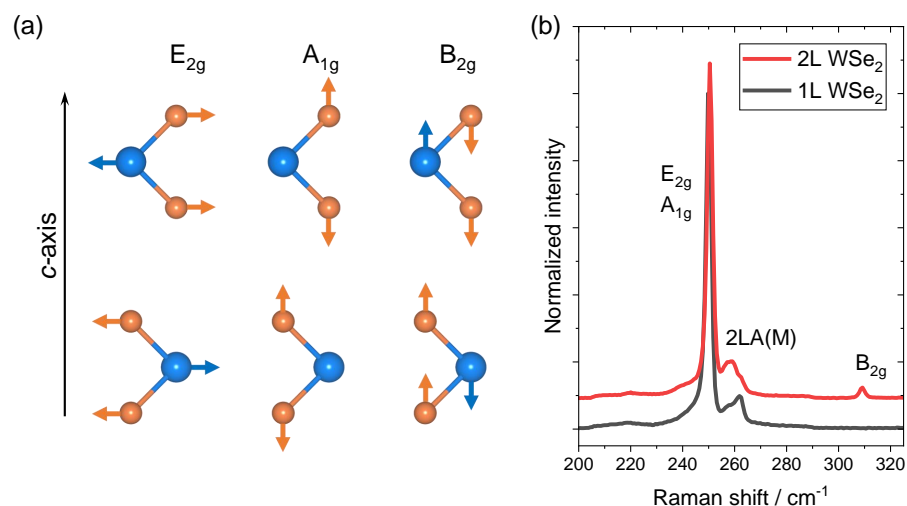 (a)
E₂g A₁g B₂g
c-axis
(b)
2L WSe₂
1L WSe₂
E₂g
A₁g
2LA(M)
B₂g
Normalized intensity
200 220 240 260 280 300 320
Raman shift / cm⁻¹